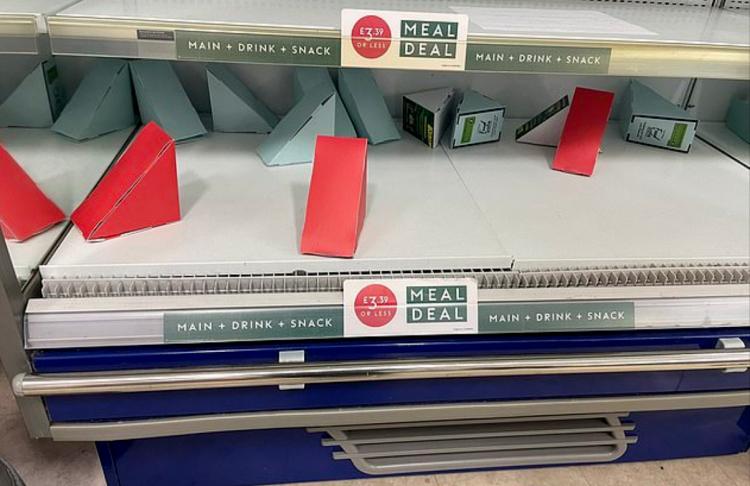 £3.39
OR LESS
MEAL
DEAL
MAIN + DRINK + SNACK
MAIN + DRINK + SNACK
£3.39
OR LESS
MEAL
DEAL
MAIN + DRINK + SNACK
MAIN + DRINK + SNACK